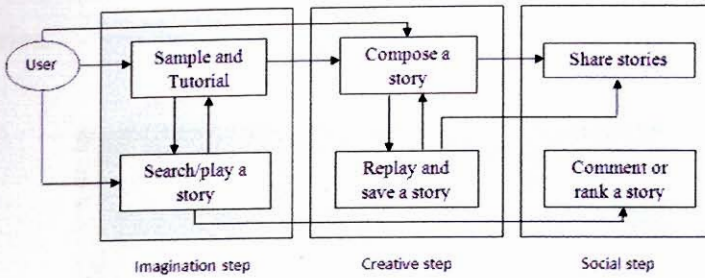 User
Sample and
Tutorial
Compose a
story
Share stories
Search/play a
story
Replay and
save a story
Comment or
rank a story
Imagination step
Creative step
Social step